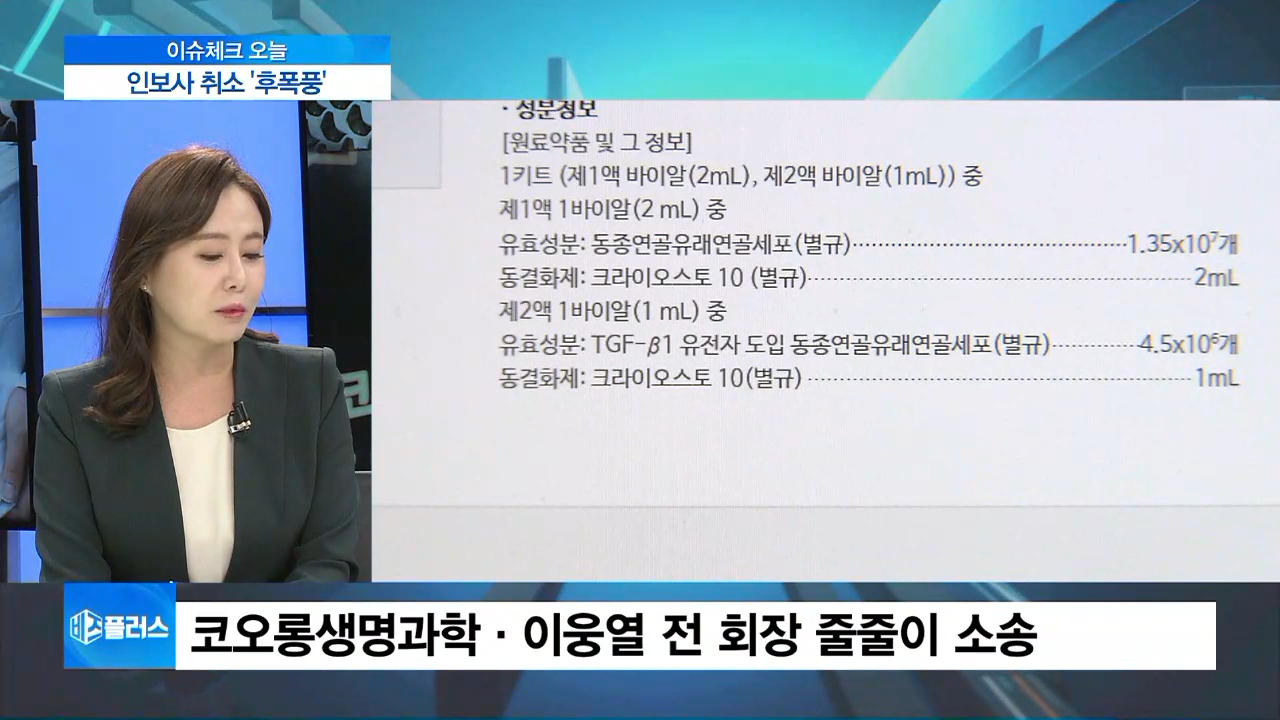 이슈체크 오늘
인보사 취소 '후폭풍'
· 성분정보
[원료약품 및 그 정보]
1키트 (제1액 바이알(2mL), 제2액 바이알(1mL)) 중
제1액 1바이알(2 mL) 중
유효성분: 동종연골유래연골세포(별규)······1.35x10⁷개
동결화제: 크라이오스토 10 (별규)······2mL
제2액 1바이알(1 mL) 중
유효성분: TGF-β1 유전자 도입 동종연골유래연골세포(별규)······4.5x10⁶개
동결화제: 크라이오스토 10(별규)······1mL
코
비즈플러스
코오롱생명과학 · 이웅열 전 회장 줄줄이 소송